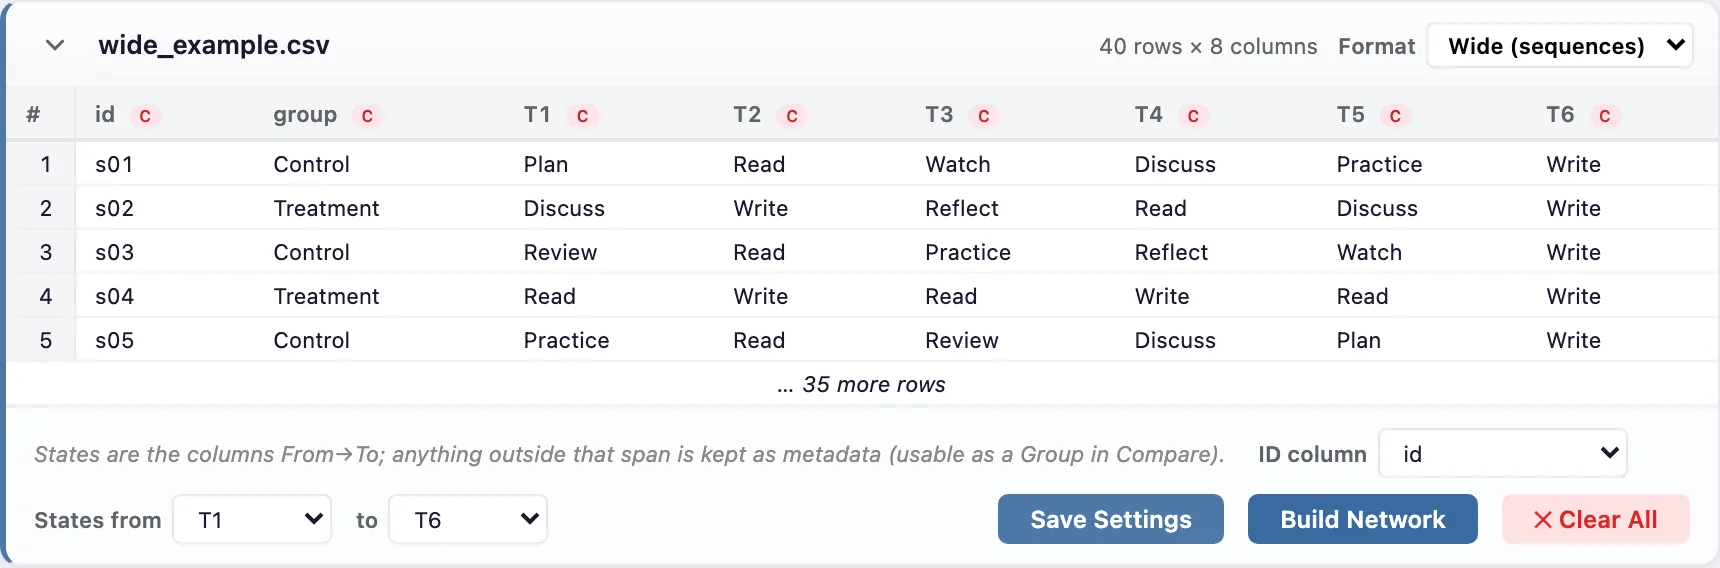 wide_example.csv 40 rows × 8 columns Format Wide (sequences)
# id C group C T1 C T2 C T3 C T4 C T5 C T6 C
1 s01 Control Plan Read Watch Discuss Practice Write
2 s02 Treatment Discuss Write Reflect Read Discuss Write
3 s03 Control Review Read Practice Reflect Watch Write
4 s04 Treatment Read Write Read Write Read Write
5 s05 Control Practice Read Review Discuss Plan Write
... 35 more rows
States are the columns From→To; anything outside that span is kept as metadata (usable as a Group in Compare). ID column id
States from T1 to T6 Save Settings Build Network × Clear All